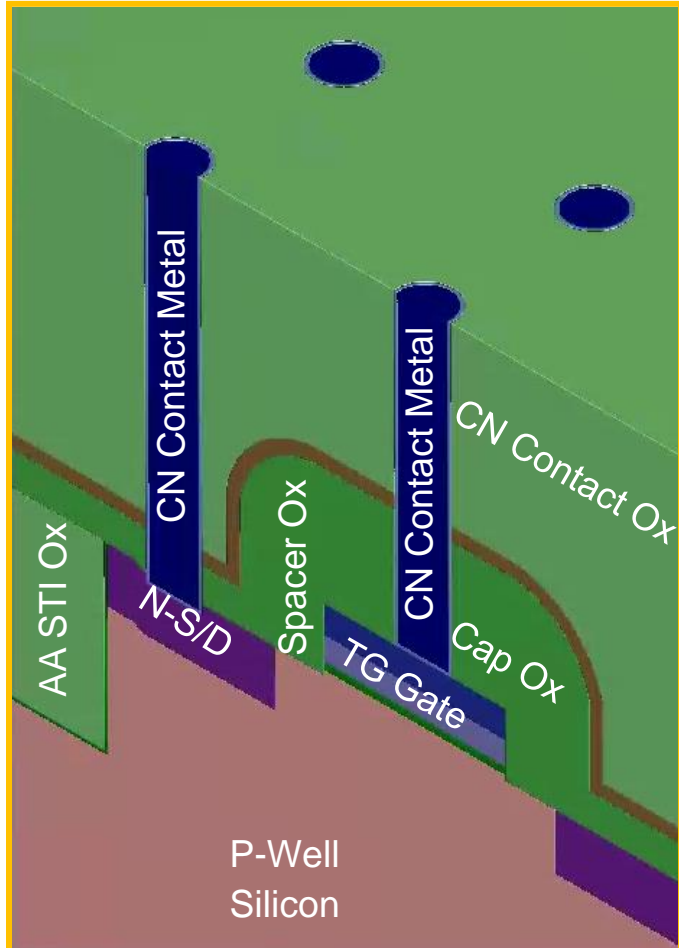 CN Contact Metal
CN Contact Metal
CN Contact Ox
AA STI Ox
N-S/D
Spacer Ox
TG Gate
Cap Ox
P-Well
Silicon